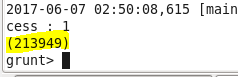 2017-06-07 02:50:08,615 [main
cess : 1
(213949)
grunt>